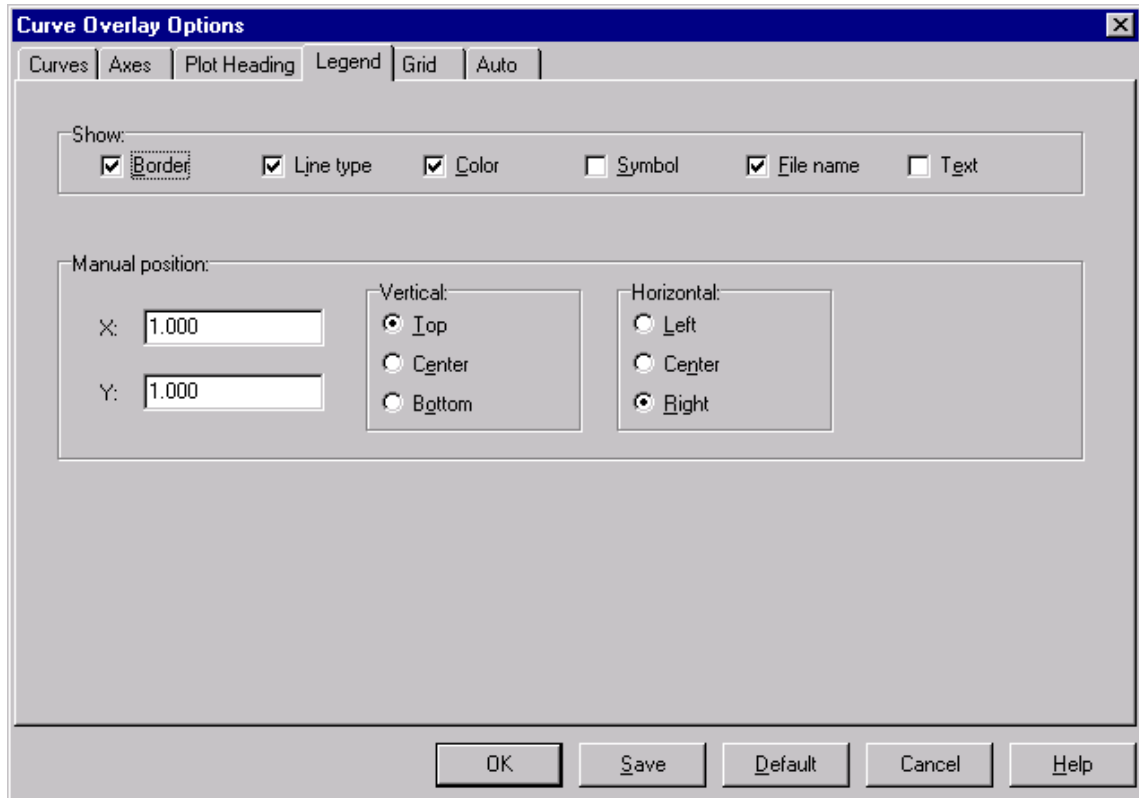 Curve Overlay Options
Curves Axes Plot Heading Legend Grid Auto
Show:
Border Line type Color Symbol File name Text
Manual position:
Vertical: Horizontal:
X: 1.000 Top Left
Center Center
Y: 1.000 Bottom Right
OK Save Default Cancel Help